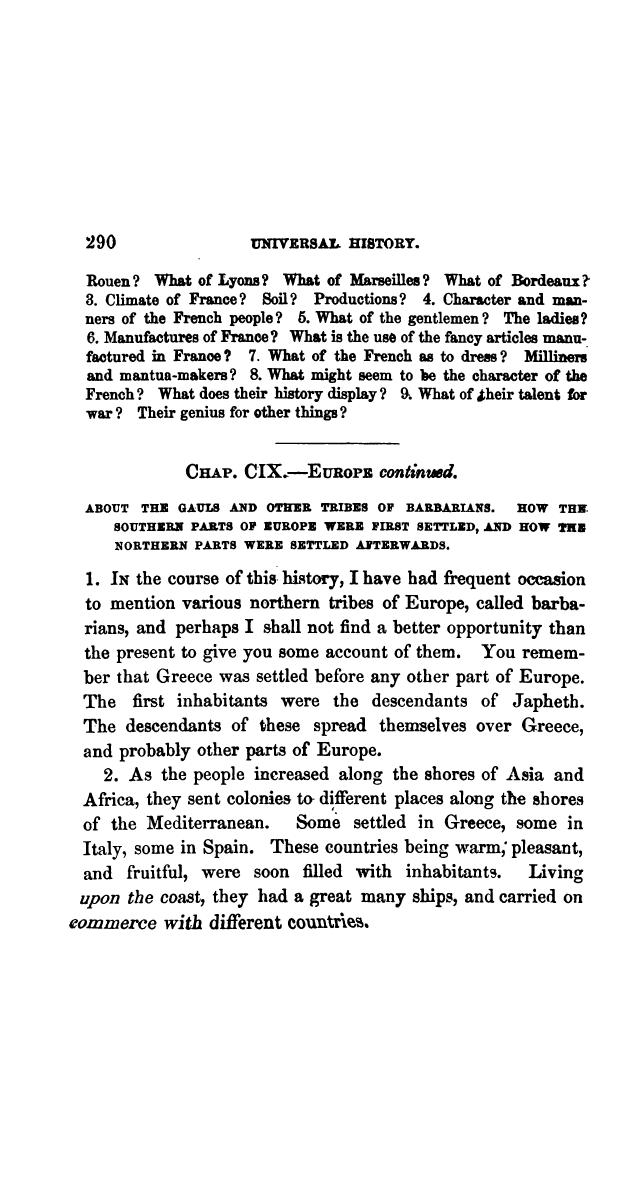 290 UNIVERSAL HISTORY.
Rouen? What of Lyons? What of Marseilles? What of Bordeaux?
3. Climate of France? Soil? Productions? 4. Character and man-
ners of the French people? 5. What of the gentlemen? The ladies?
6. Manufactures of France? What is the use of the fancy articles manu-
factured in France? 7. What of the French as to dress? Milliners
and mantua-makers? 8. What might seem to be the character of the
French? What does their history display? 9. What of their talent for
war? Their genius for other things?
CHAP. CIX.—EUROPE continued.
ABOUT THE GAULS AND OTHER TRIBES OF BARBARIANS. HOW THE
SOUTHERN PARTS OF EUROPE WERE FIRST SETTLED, AND HOW THE
NORTHERN PARTS WERE SETTLED AFTERWARDS.
1. IN the course of this history, I have had frequent occasion
to mention various northern tribes of Europe, called barba-
rians, and perhaps I shall not find a better opportunity than
the present to give you some account of them. You remem-
ber that Greece was settled before any other part of Europe.
The first inhabitants were the descendants of Japheth.
The descendants of these spread themselves over Greece,
and probably other parts of Europe.
2. As the people increased along the shores of Asia and
Africa, they sent colonies to different places along the shores
of the Mediterranean. Some settled in Greece, some in
Italy, some in Spain. These countries being warm, pleasant,
and fruitful, were soon filled with inhabitants. Living
upon the coast, they had a great many ships, and carried on
commerce with different countries.